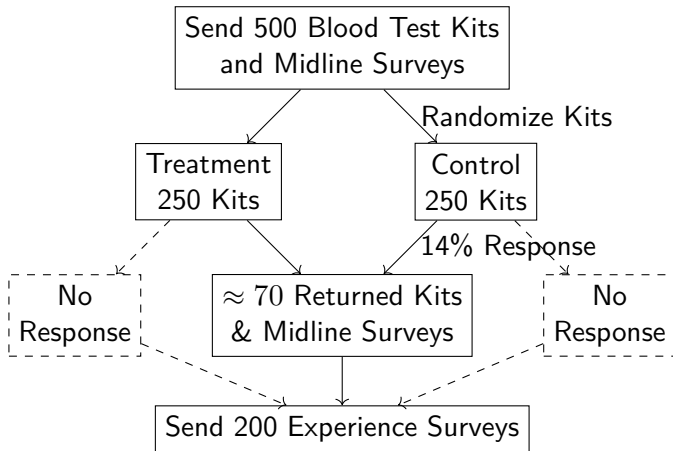 Send 500 Blood Test Kits
and Midline Surveys
Randomize Kits
Treatment
250 Kits
Control
250 Kits
14% Response
No
Response
≈ 70 Returned Kits
& Midline Surveys
No
Response
Send 200 Experience Surveys